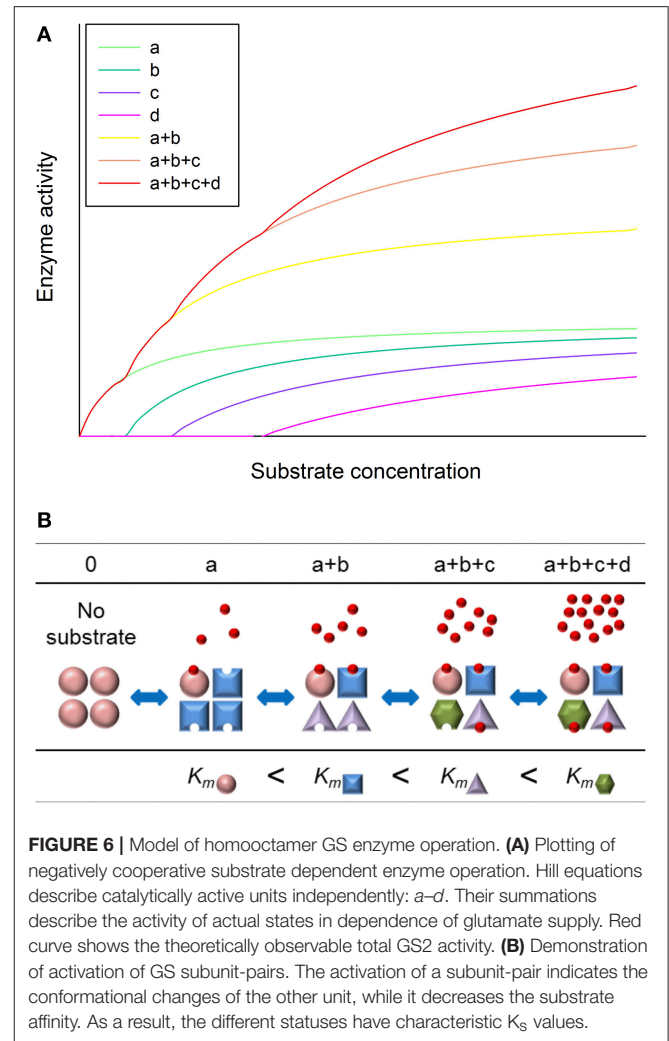 A
a
b
c
d
a+b
a+b+c
a+b+c+d
Enzyme activity
Substrate concentration
B
0 a a+b a+b+c a+b+c+d
No
substrate
Km < Km < Km < Km
FIGURE 6 | Model of homooctamer GS enzyme operation. (A) Plotting of
negatively cooperative substrate dependent enzyme operation. Hill equations
describe catalytically active units independently: a–d. Their summations
describe the activity of actual states in dependence of glutamate supply. Red
curve shows the theoretically observable total GS2 activity. (B) Demonstration
of activation of GS subunit-pairs. The activation of a subunit-pair indicates the
conformational changes of the other unit, while it decreases the substrate
affinity. As a result, the different statuses have characteristic KS values.